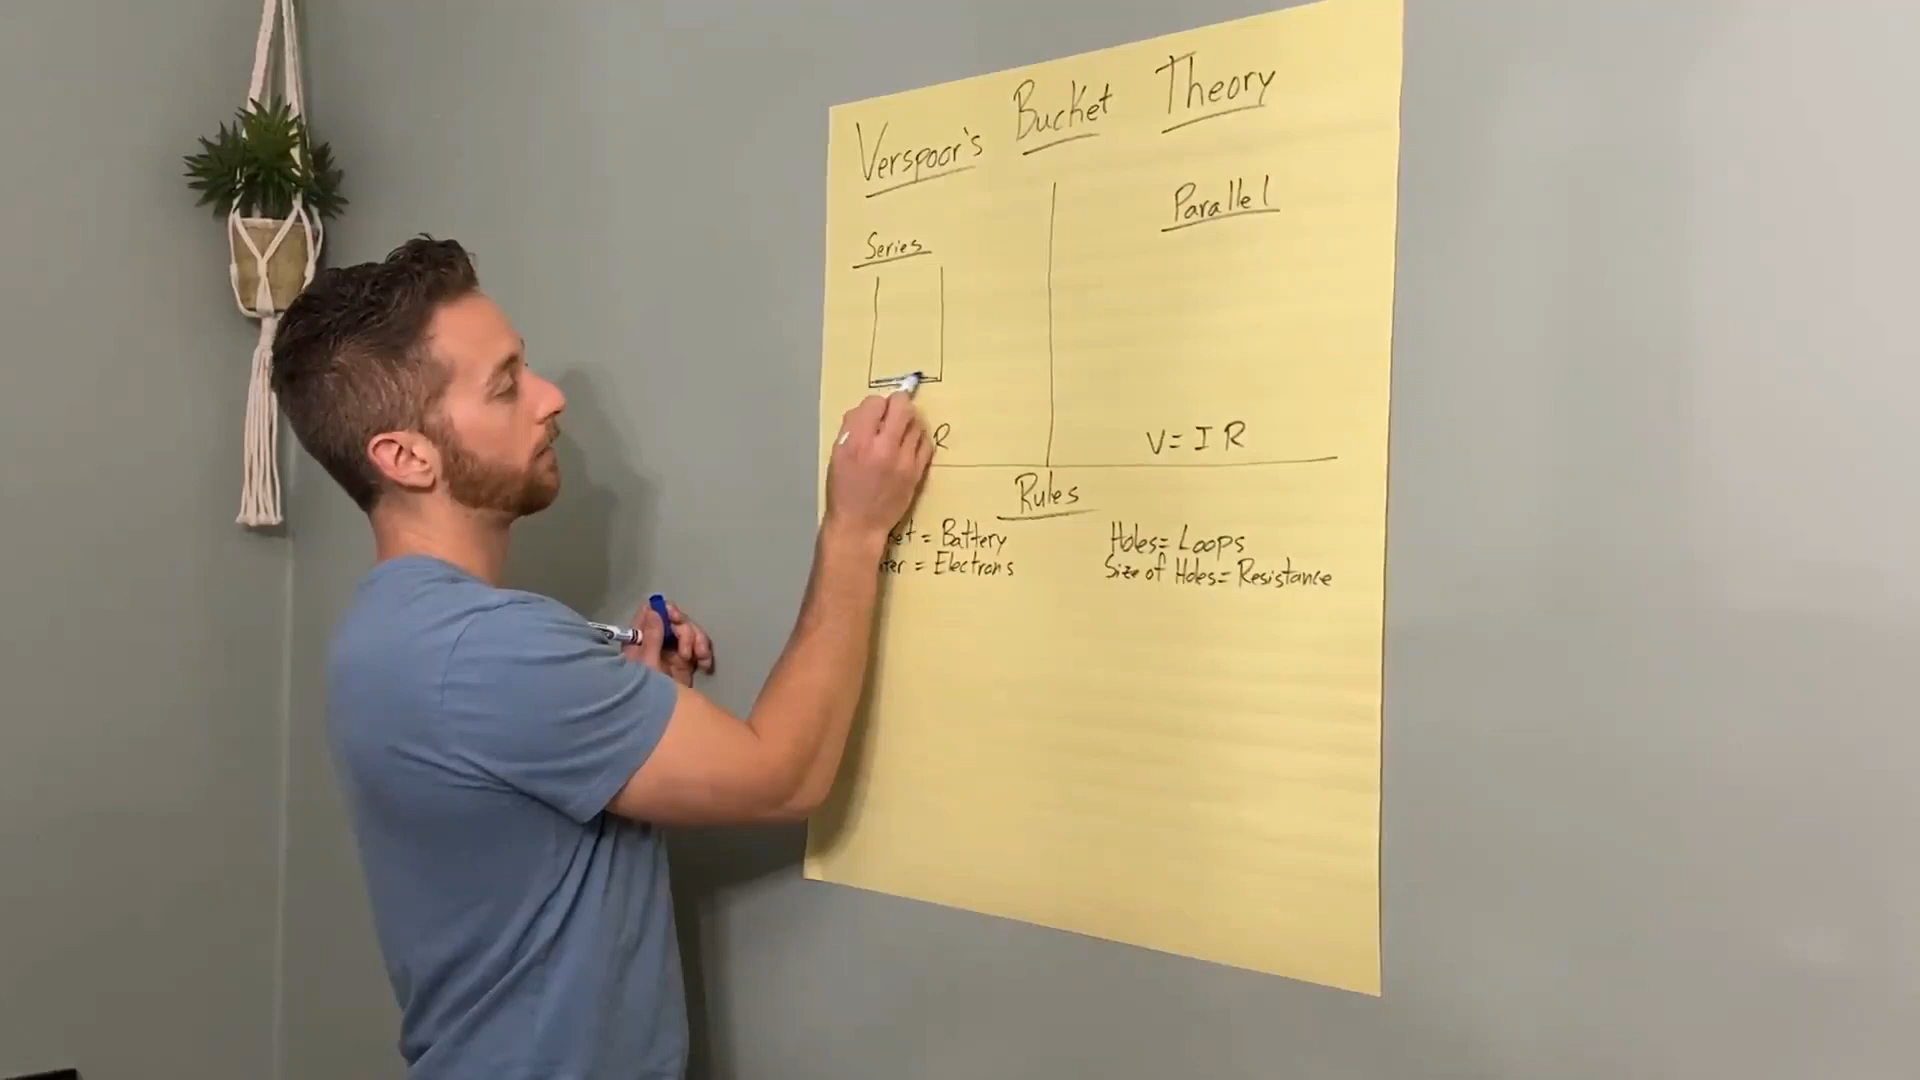 Verspoor's Bucket Theory
Series
Parallel
R
V= I R
Rules
= Battery
= Electrons
Holes= Loops
Size of Holes= Resistance